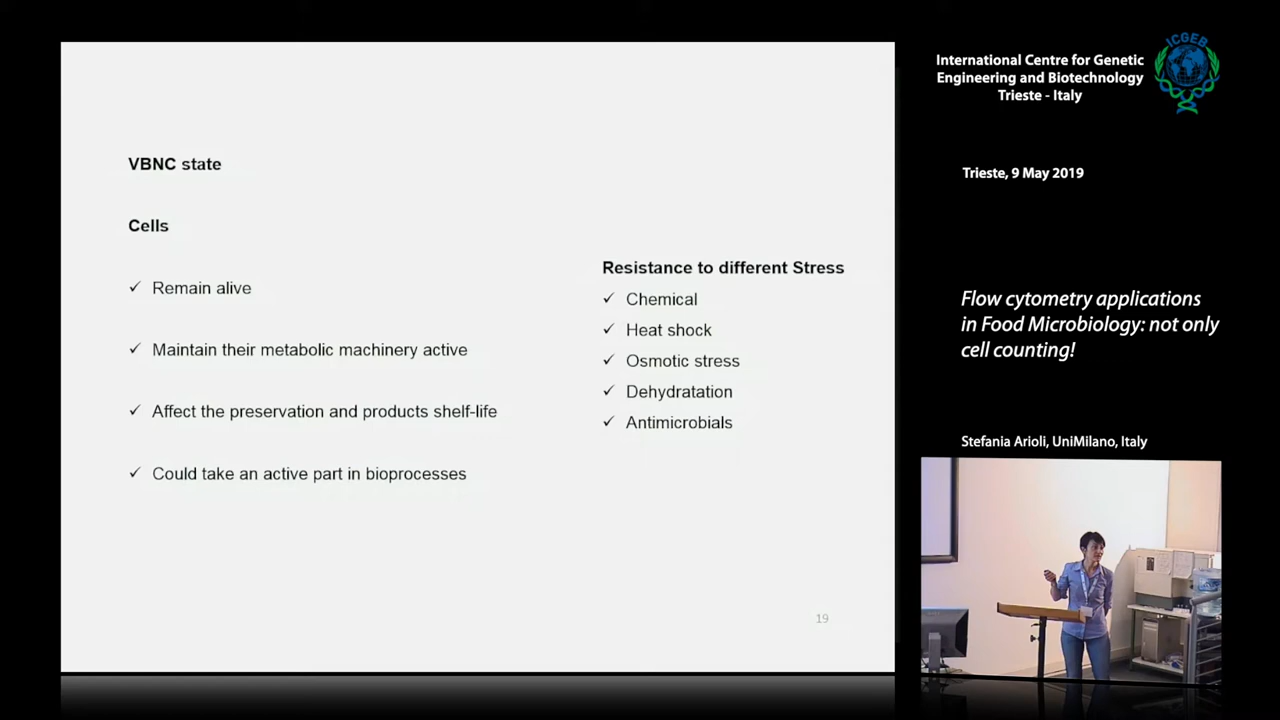 VBNC state
Cells
✓ Remain alive
✓ Maintain their metabolic machinery active
✓ Affect the preservation and products shelf-life
✓ Could take an active part in bioprocesses
Resistance to different Stress
✓ Chemical
✓ Heat shock
✓ Osmotic stress
✓ Dehydratation
✓ Antimicrobials
19
International Centre for Genetic
Engineering and Biotechnology
Trieste - Italy
ICGEB
Trieste, 9 May 2019
Flow cytometry applications
in Food Microbiology: not only
cell counting!
Stefania Arioli, UniMilano, Italy